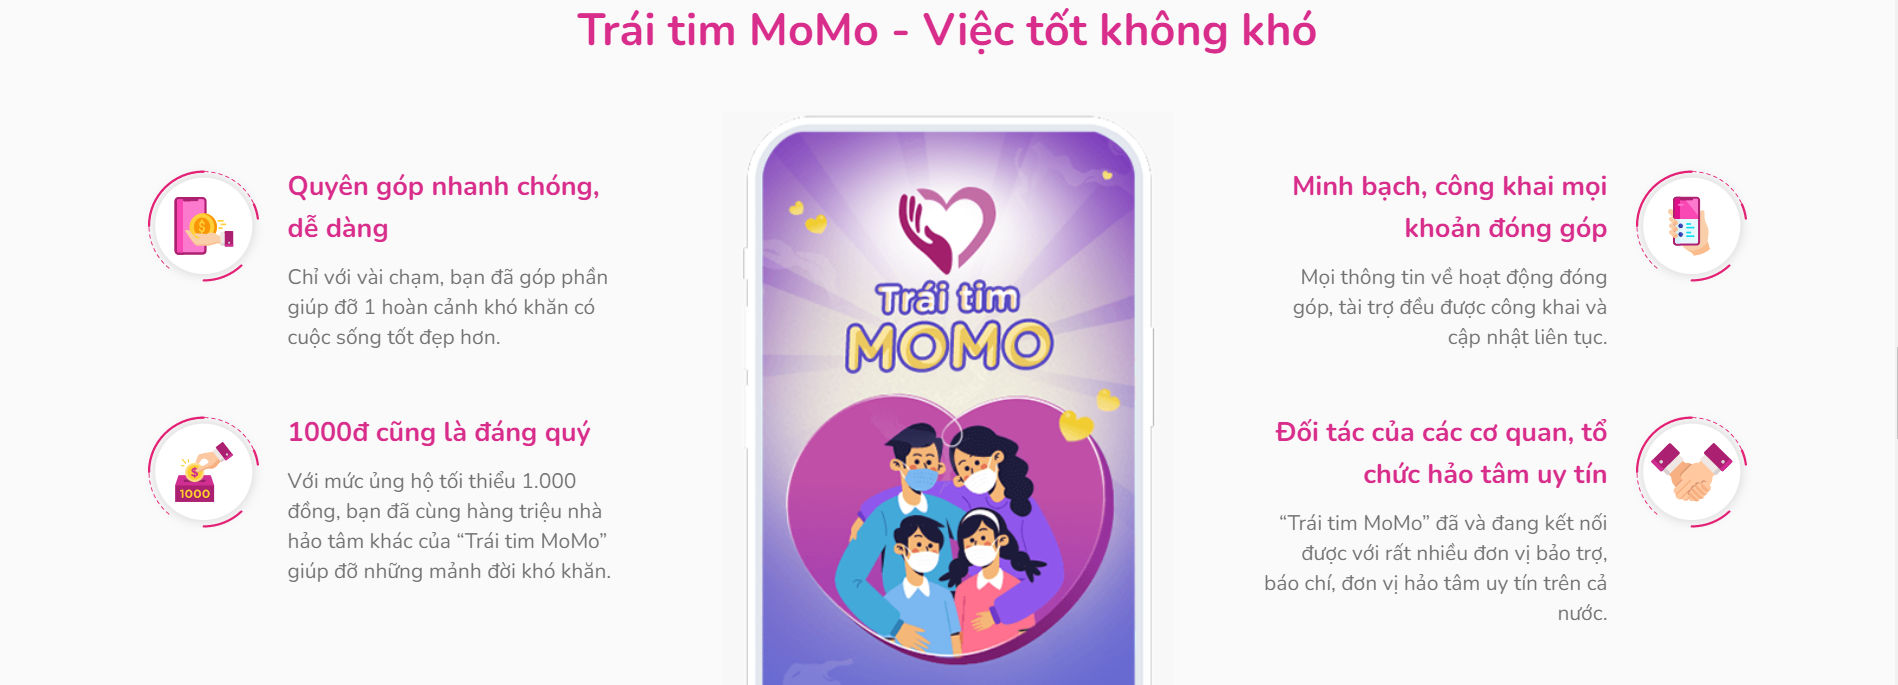 Trái tim MoMo - Việc tốt không khó
Quyên góp nhanh chóng,
dễ dàng
Chỉ với vài chạm, bạn đã góp phần
giúp đỡ 1 hoàn cảnh khó khăn có
cuộc sống tốt đẹp hơn.
1000
1000đ cũng là đáng quý
Với mức ủng hộ tối thiểu 1.000
đồng, bạn đã cùng hàng triệu nhà
hảo tâm khác của “Trái tim MoMo”
giúp đỡ những mảnh đời khó khăn.
Trái tim
MOMO
Minh bạch, công khai mọi
khoản đóng góp
Mọi thông tin về hoạt động đóng
góp, tài trợ đều được công khai và
cập nhật liên tục.
Đối tác của các cơ quan, tổ
chức hảo tâm uy tín
“Trái tim MoMo” đã và đang kết nối
được với rất nhiều đơn vị bảo trợ,
báo chí, đơn vị hảo tâm uy tín trên cả
nước.